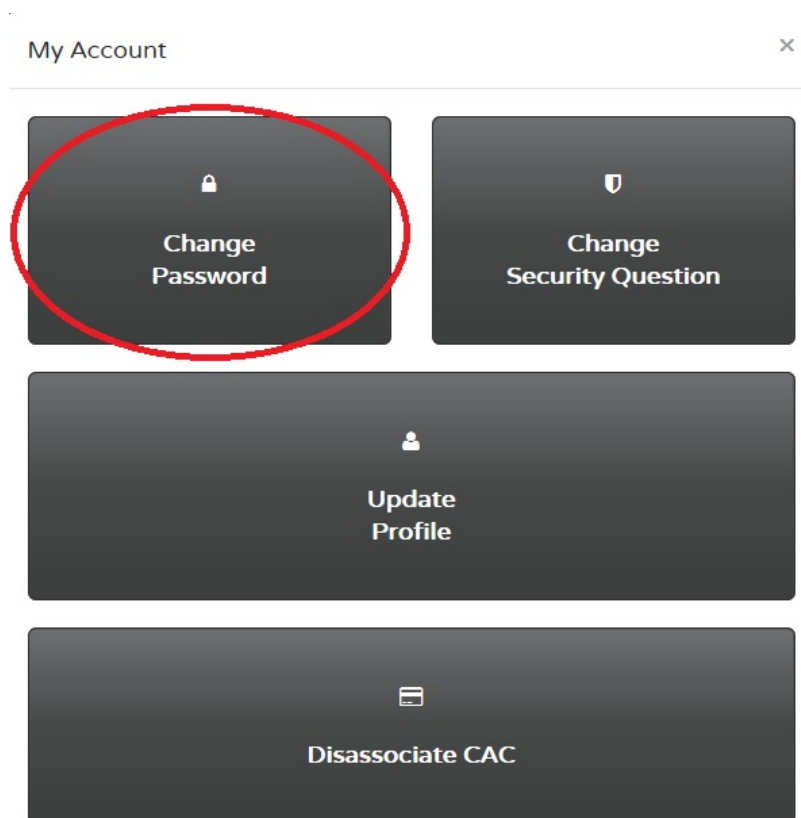 My Account
Change
Password
Change
Security Question
Update
Profile
Disassociate CAC